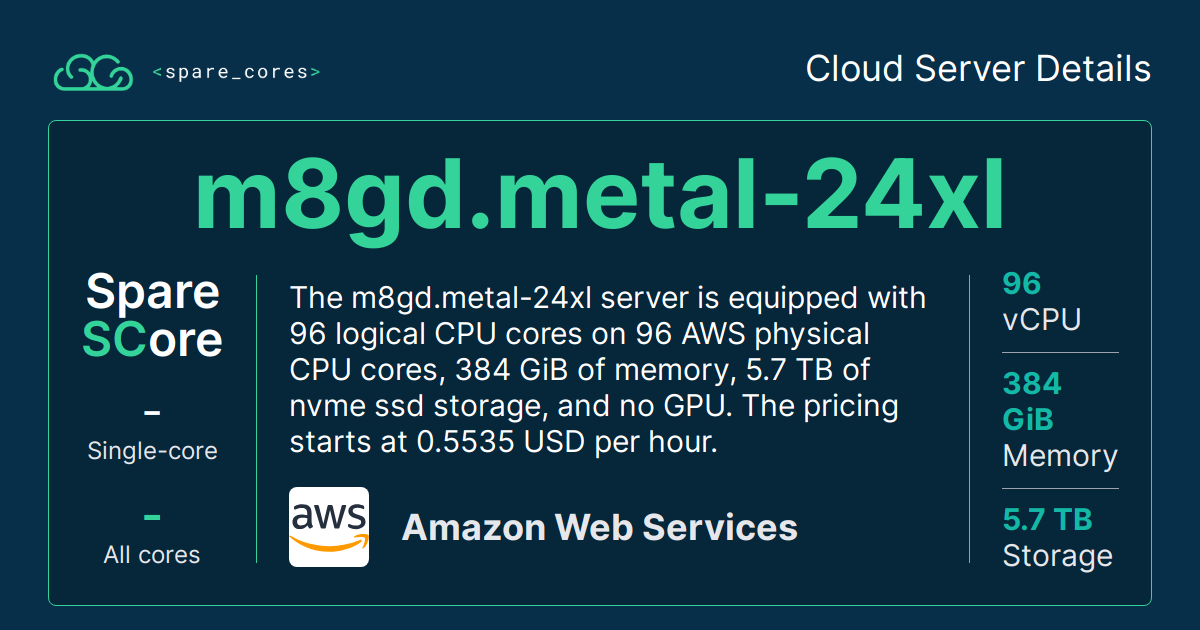 <spare_cores>
Cloud Server Details
m8gd.metal-24xl
Spare
SCore
-
Single-core
-
All cores
The m8gd.metal-24xl server is equipped with
96 logical CPU cores on 96 AWS physical
CPU cores, 384 GiB of memory, 5.7 TB of
nvme ssd storage, and no GPU. The pricing
starts at 0.5535 USD per hour.
aws
Amazon Web Services
96
vCPU
384
GiB
Memory
5.7 TB
Storage